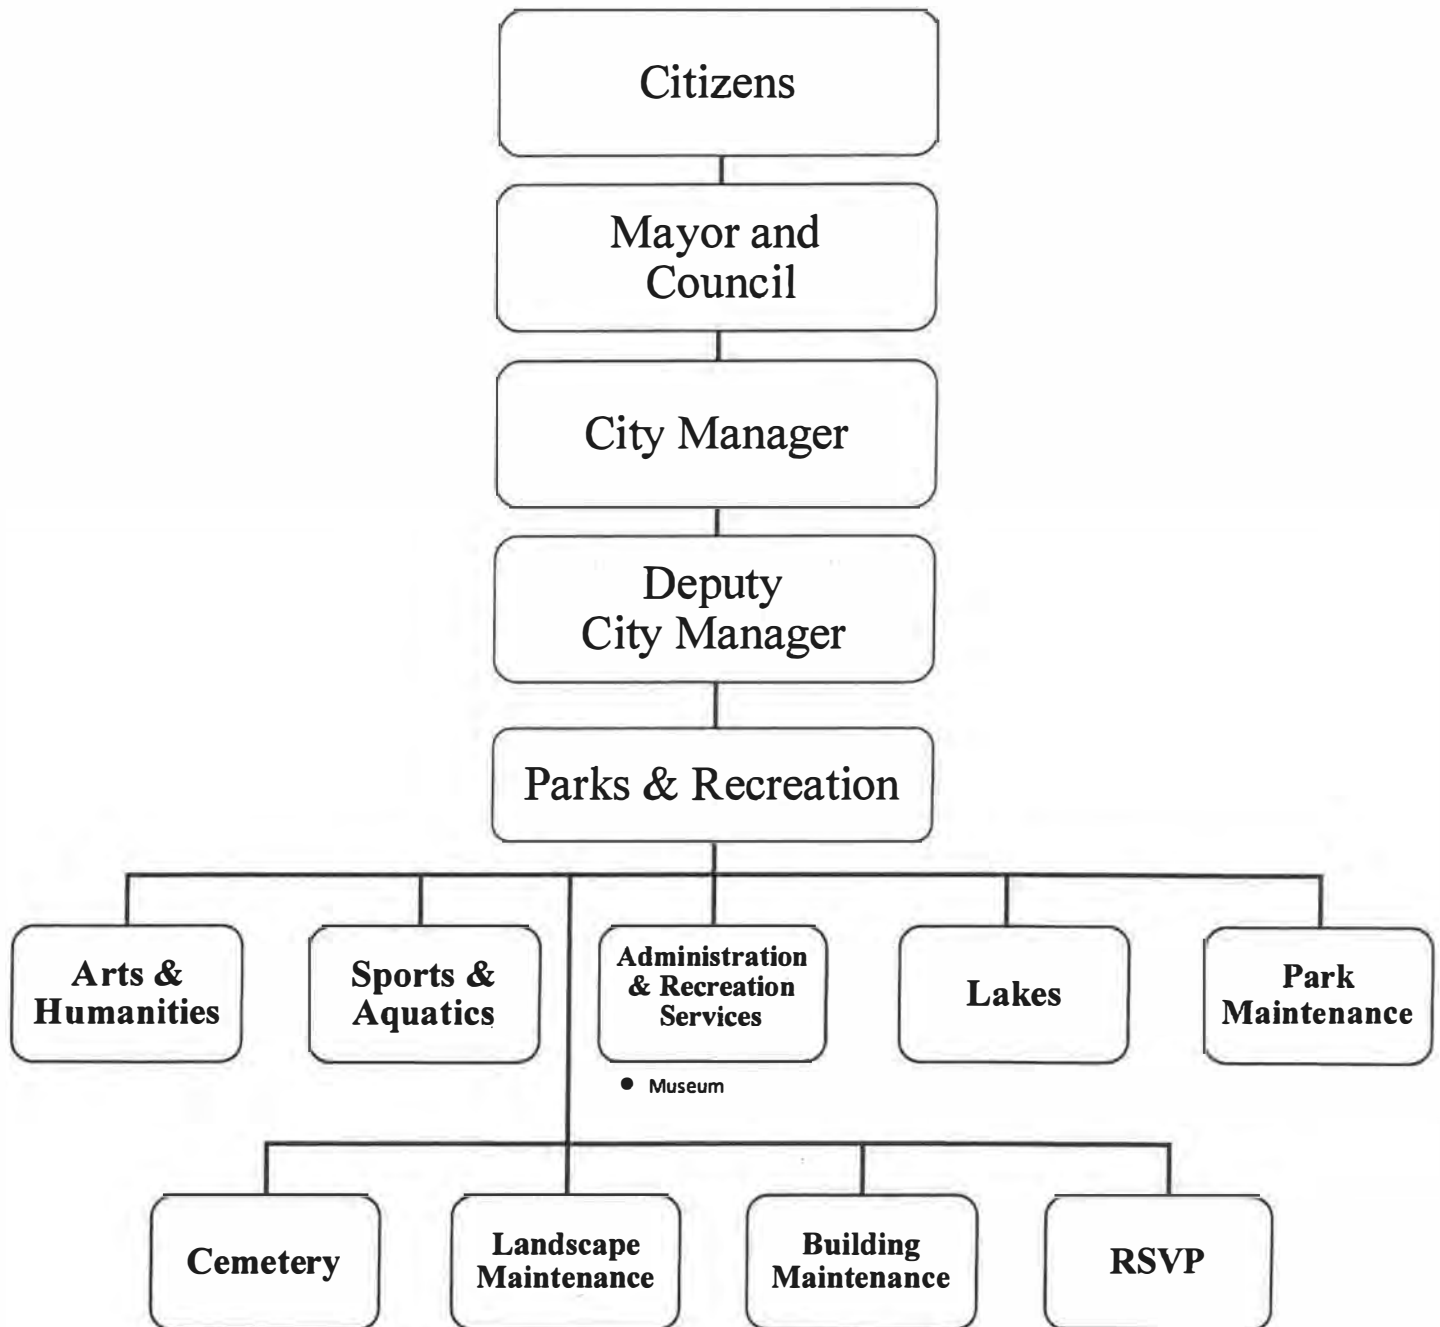 Citizens
Mayor and
Council
City Manager
Deputy
City Manager
Parks & Recreation
Arts &
Humanities
Sports &
Aquatics
Administration
& Recreation
Services
Lakes
Park
Maintenance
• Museum
Cemetery
Landscape
Maintenance
Building
Maintenance
RSVP